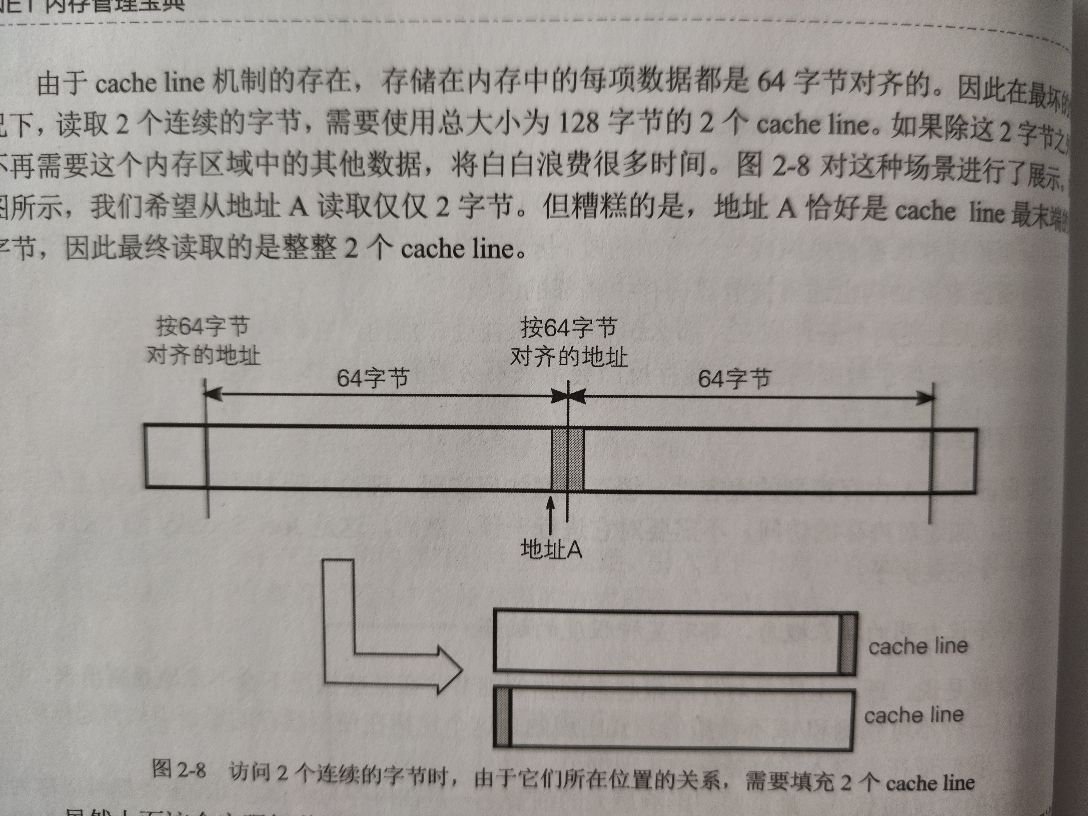 NET 内存管理宝典
由于 cache line 机制的存在，存储在内存中的每项数据都是 64 字节对齐的。因此在最坏的
况下，读取 2 个连续的字节，需要使用总大小为 128 字节的 2 个 cache line。如果除这 2 字节之
不再需要这个内存区域中的其他数据，将白白浪费很多时间。图 2-8 对这种场景进行了展示。
图所示，我们希望从地址 A 读取仅仅 2 字节。但糟糕的是，地址 A 恰好是 cache line 最末端的
字节，因此最终读取的是整整 2 个 cache line。
按64字节
对齐的地址
按64字节
对齐的地址
64字节
64字节
地址A
cache line
cache line
图 2-8 访问 2 个连续的字节时，由于它们所在位置的关系，需要填充 2 个 cache line